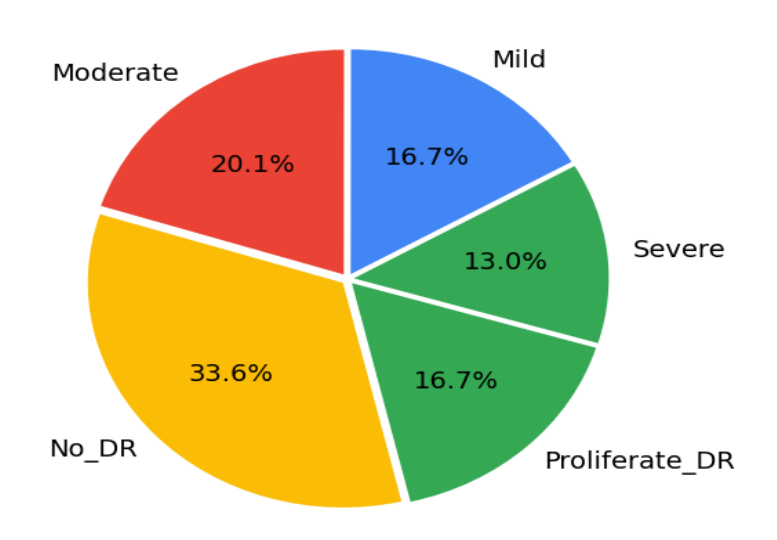 Mild
Moderate
16.7%
20.1%
Severe
13.0%
33.6%
16.7%
No_DR
Proliferate_DR